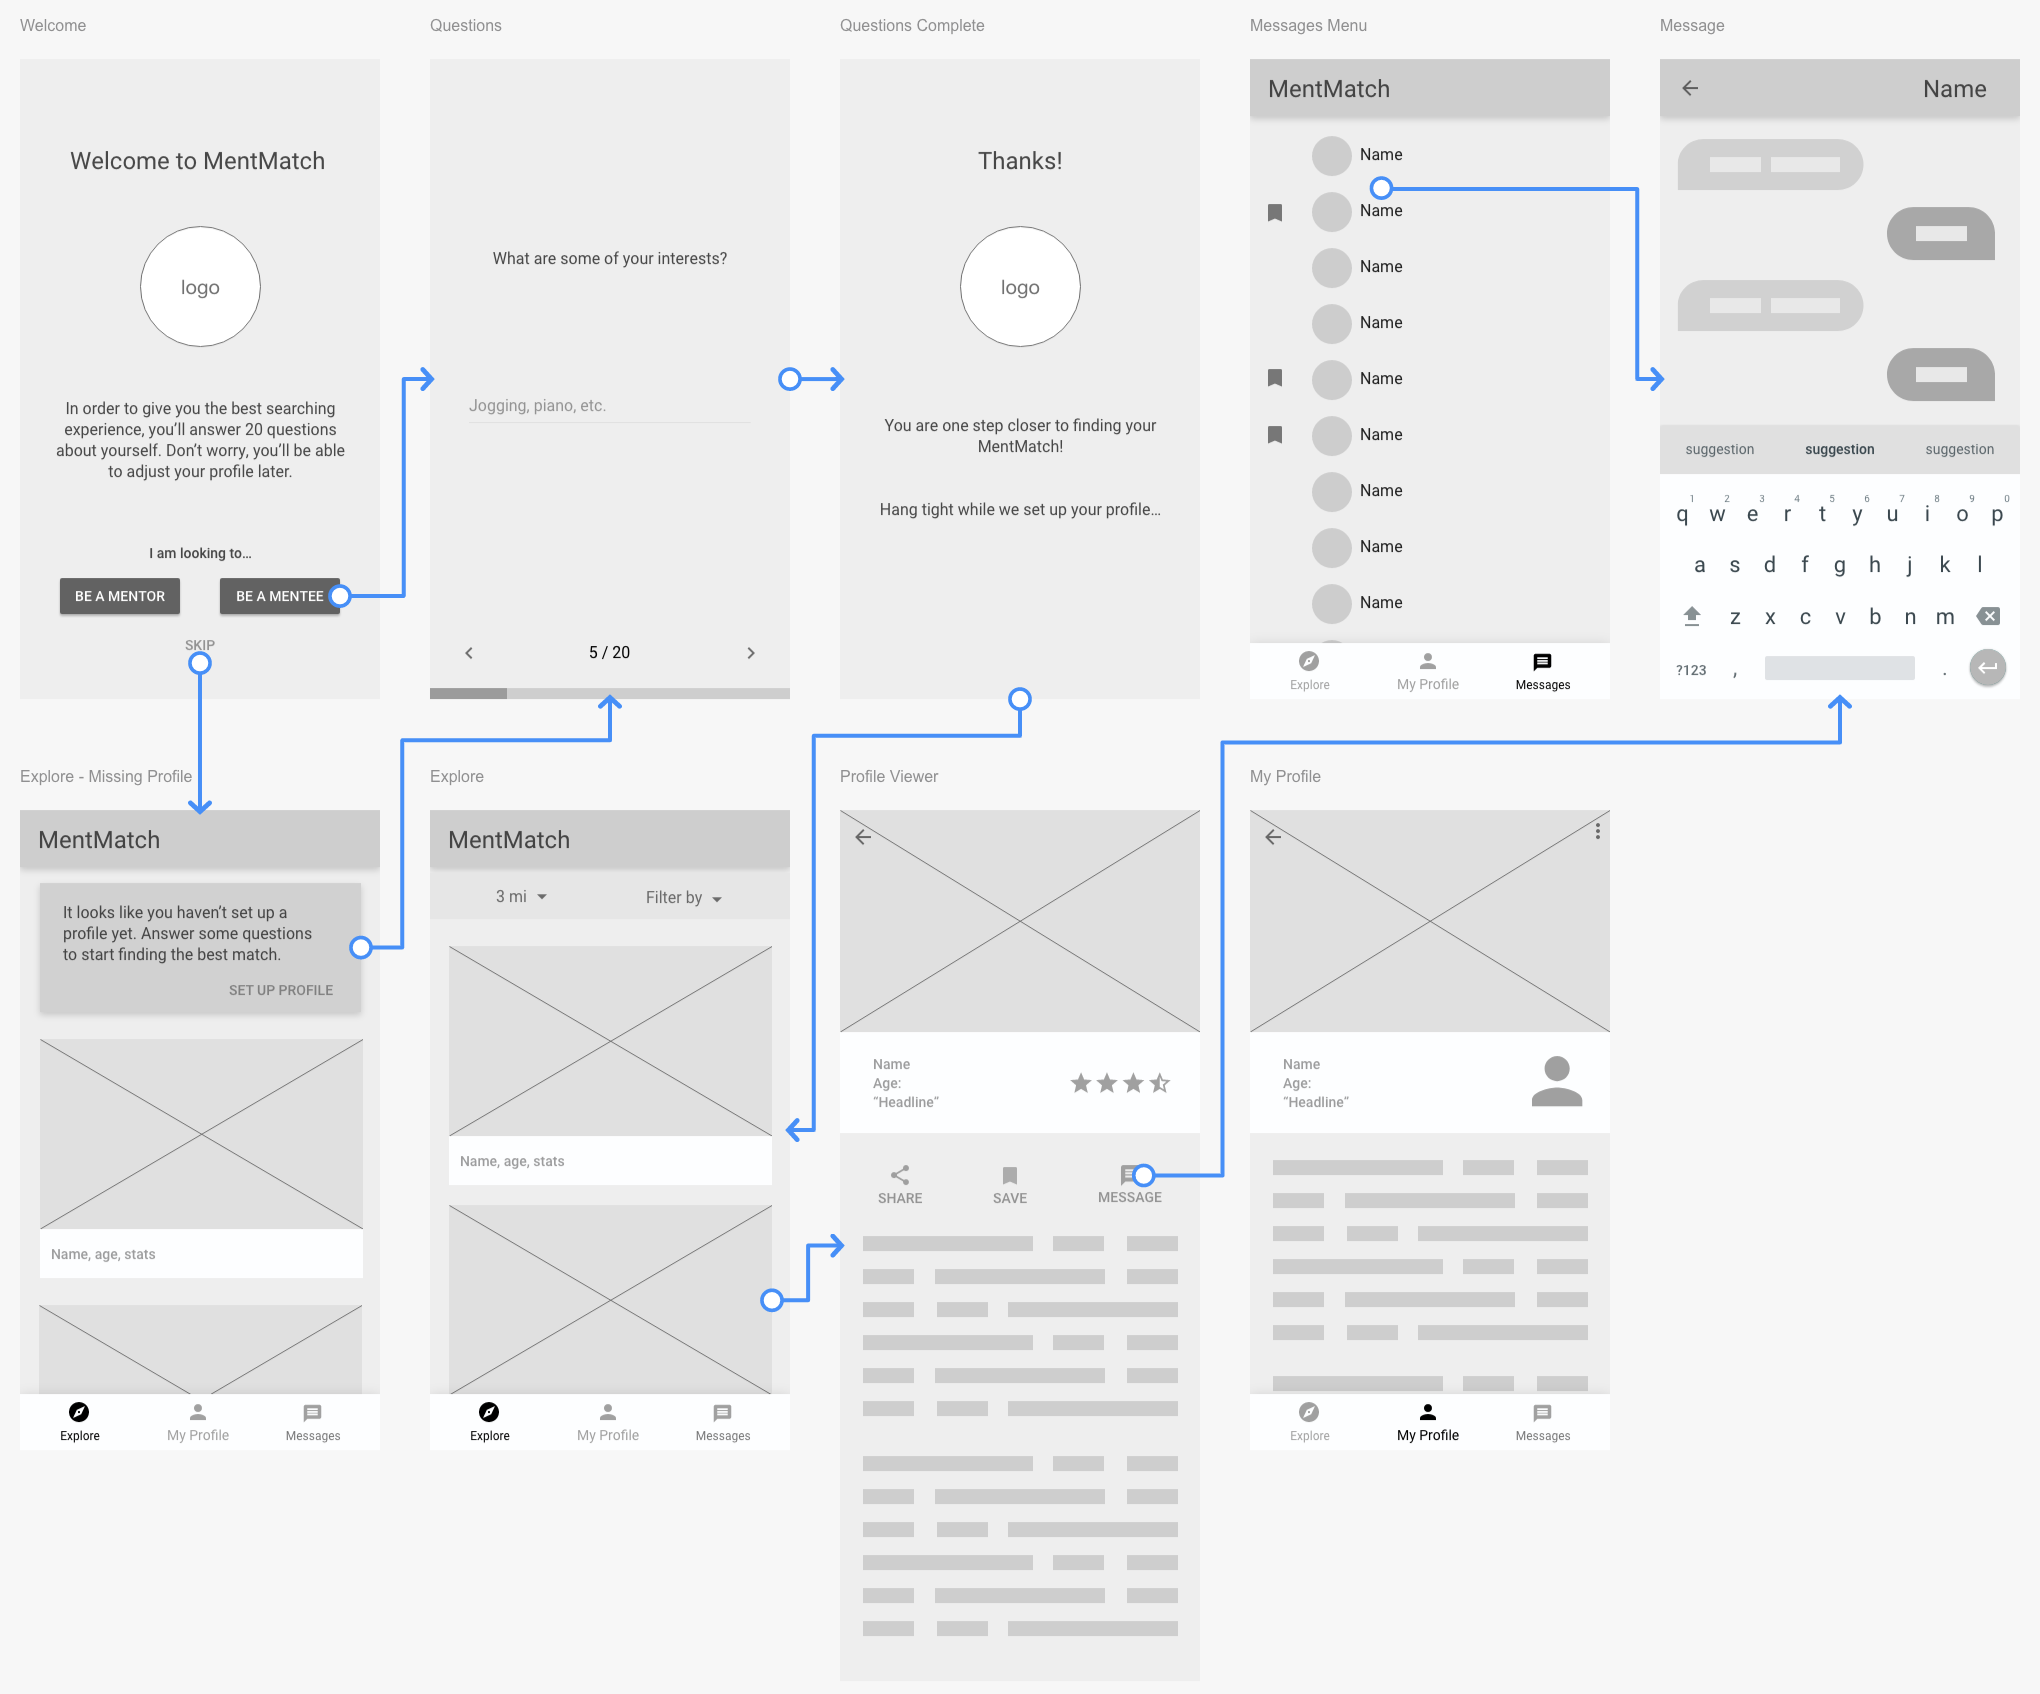 Welcome
Welcome to MentMatch
logo
In order to give you the best searching
experience, you’ll answer 20 questions
about yourself. Don’t worry, you’ll be able
to adjust your profile later.
I am looking to...
BE A MENTOR
BE A MENTEE
SKIP
Questions
What are some of your interests?
Jogging, piano, etc.
5 / 20
Questions Complete
Thanks!
logo
You are one step closer to finding your
MentMatch!
Hang tight while we set up your profile...
Messages Menu
MentMatch
Name
Name
Name
Name
Name
Name
Name
Name
Name
Explore
My Profile
Messages
Message
Name
suggestion suggestion suggestion
1 2 3 4 5 6 7 8 9 0
q w e r t y u i o p
a s d f g h j k l
z x c v b n m
?123 , .
Explore - Missing Profile
MentMatch
It looks like you haven’t set up a
profile yet. Answer some questions
to start finding the best match.
SET UP PROFILE
Name, age, stats
Explore
My Profile
Messages
Explore
MentMatch
3 mi
Filter by
Name, age, stats
Explore
My Profile
Messages
Profile Viewer
Name
Age:
“Headline”
SHARE
SAVE
MESSAGE
My Profile
Name
Age:
“Headline”
Explore
My Profile
Messages